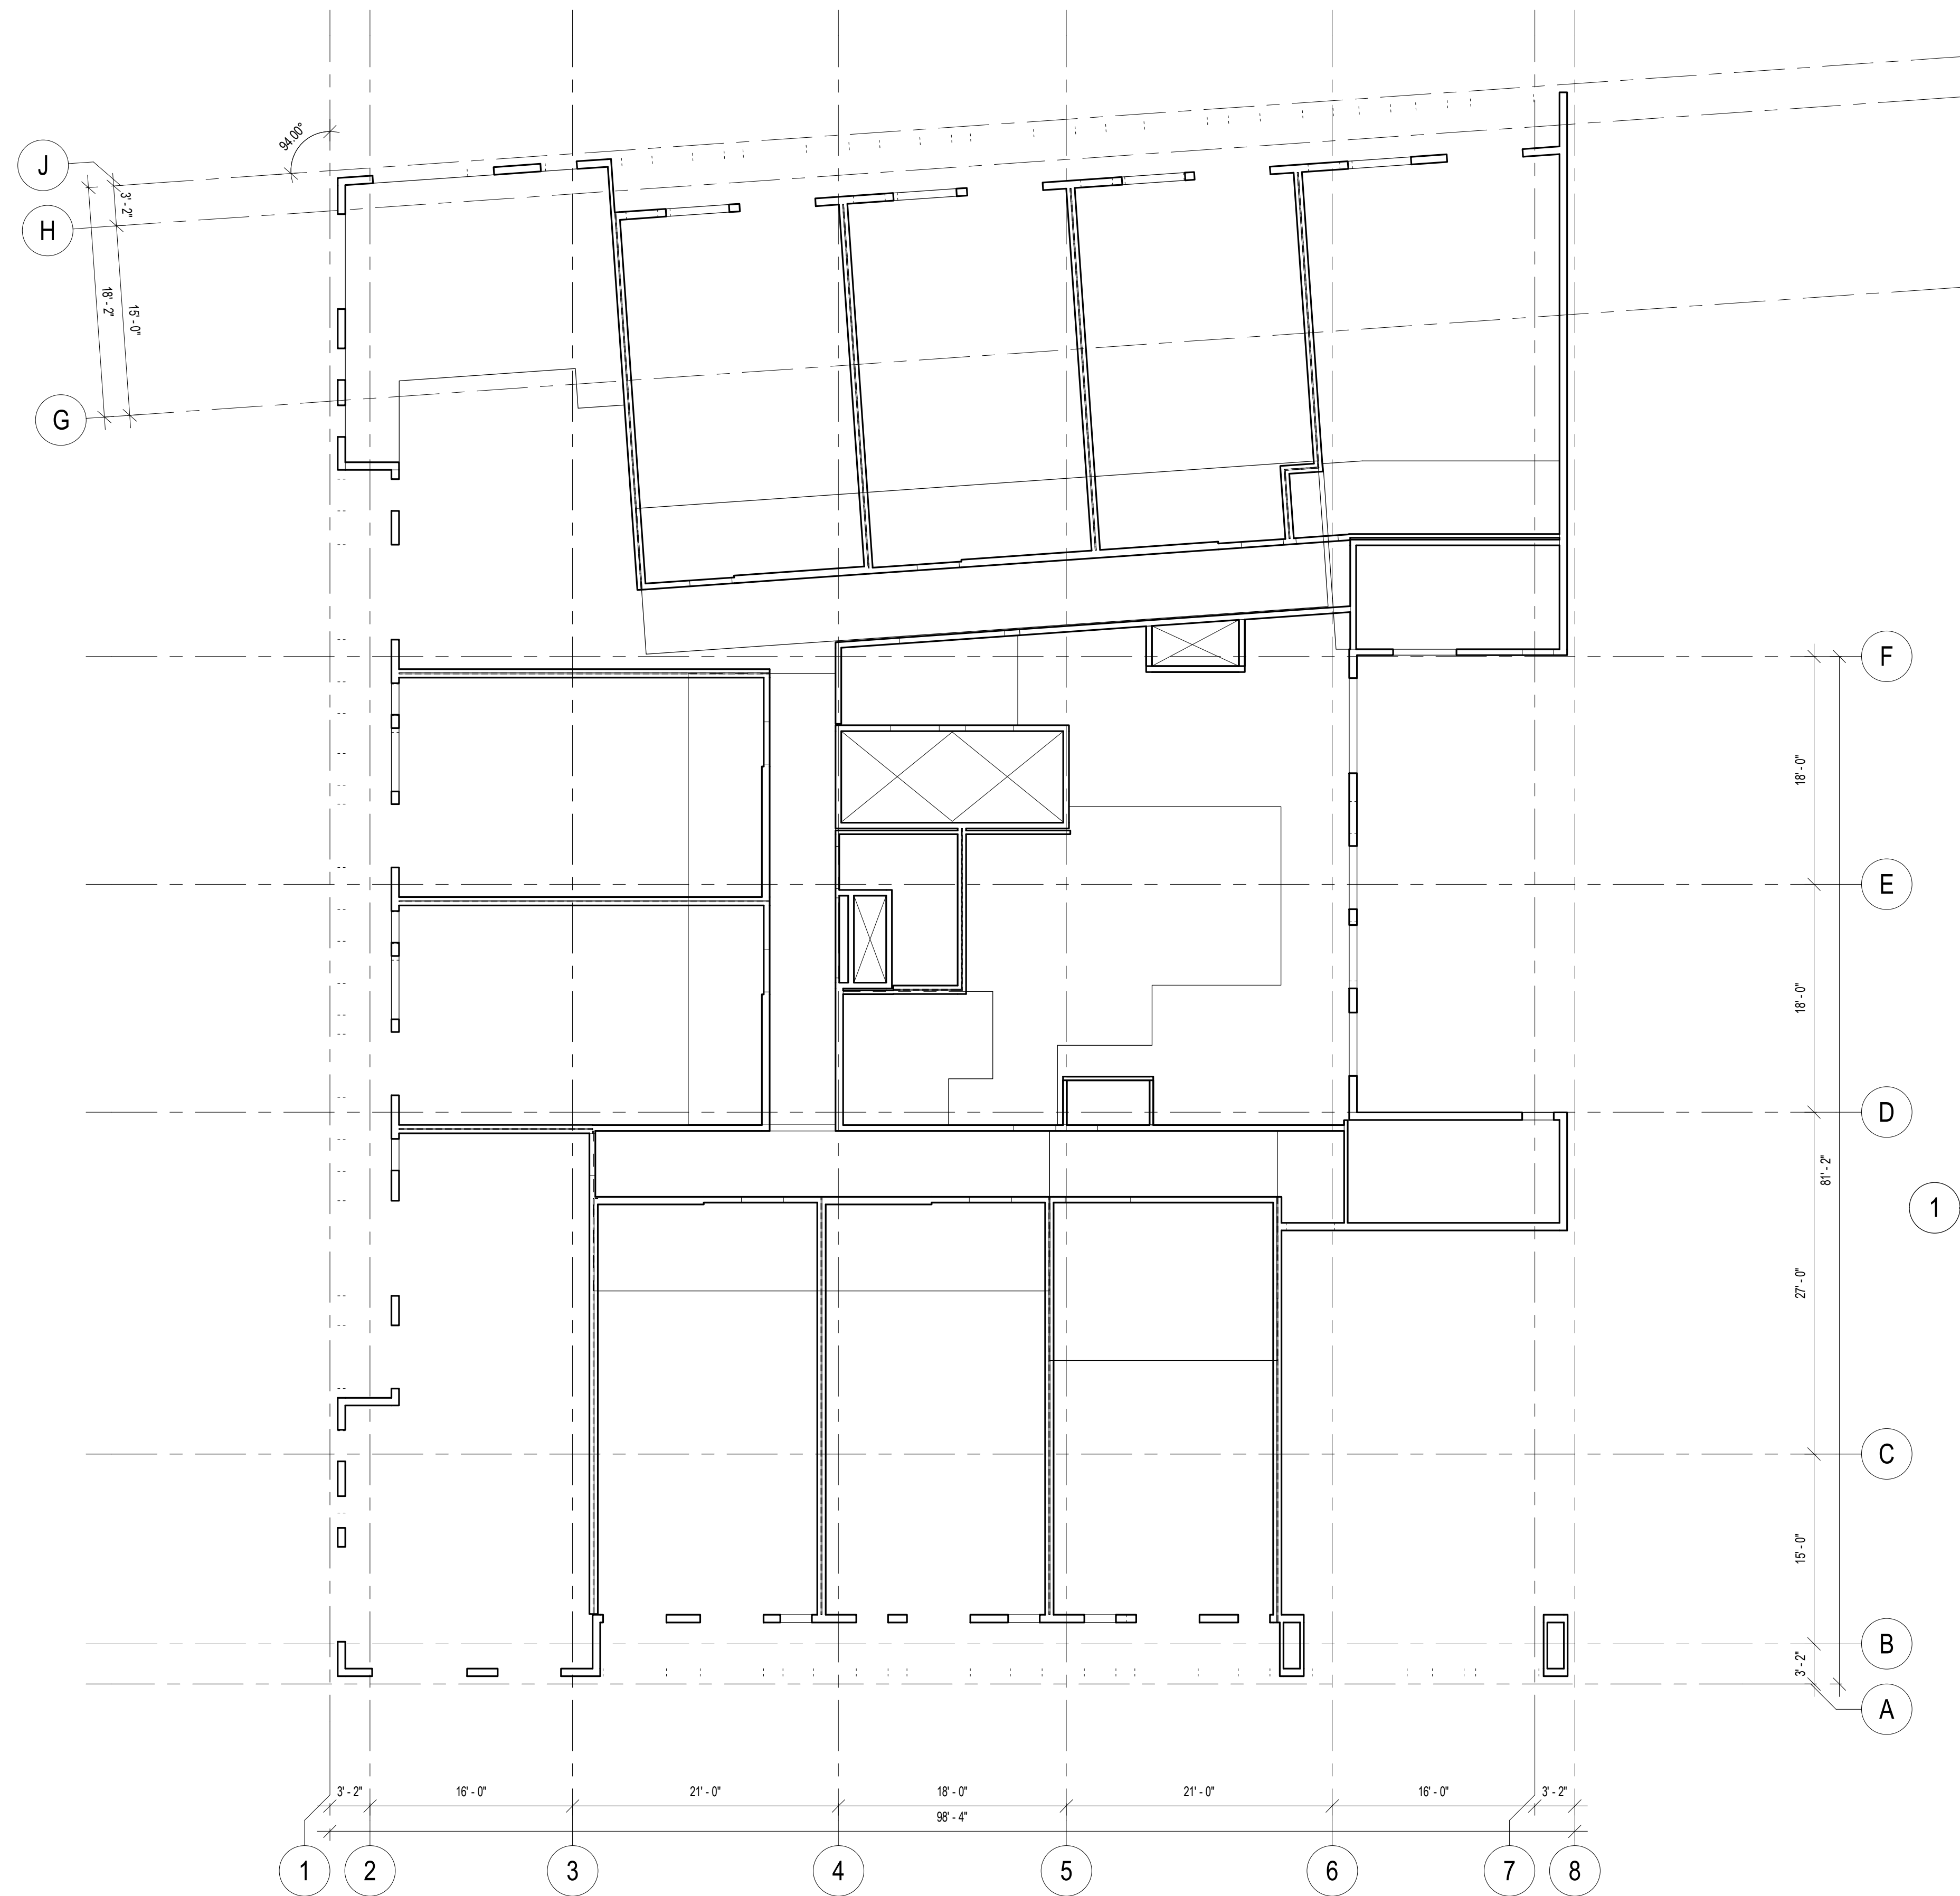 94.00°
J
3' - 2"
H
18' - 2"
15' - 0"
G
F
18' - 0"
E
18' - 0"
D
81' - 2"
1
27' - 0"
C
15' - 0"
B
3' - 2"
A
3' - 2"
16' - 0"
21' - 0"
18' - 0"
21' - 0"
16' - 0"
3' - 2"
98' - 4"
1
2
3
4
5
6
7
8